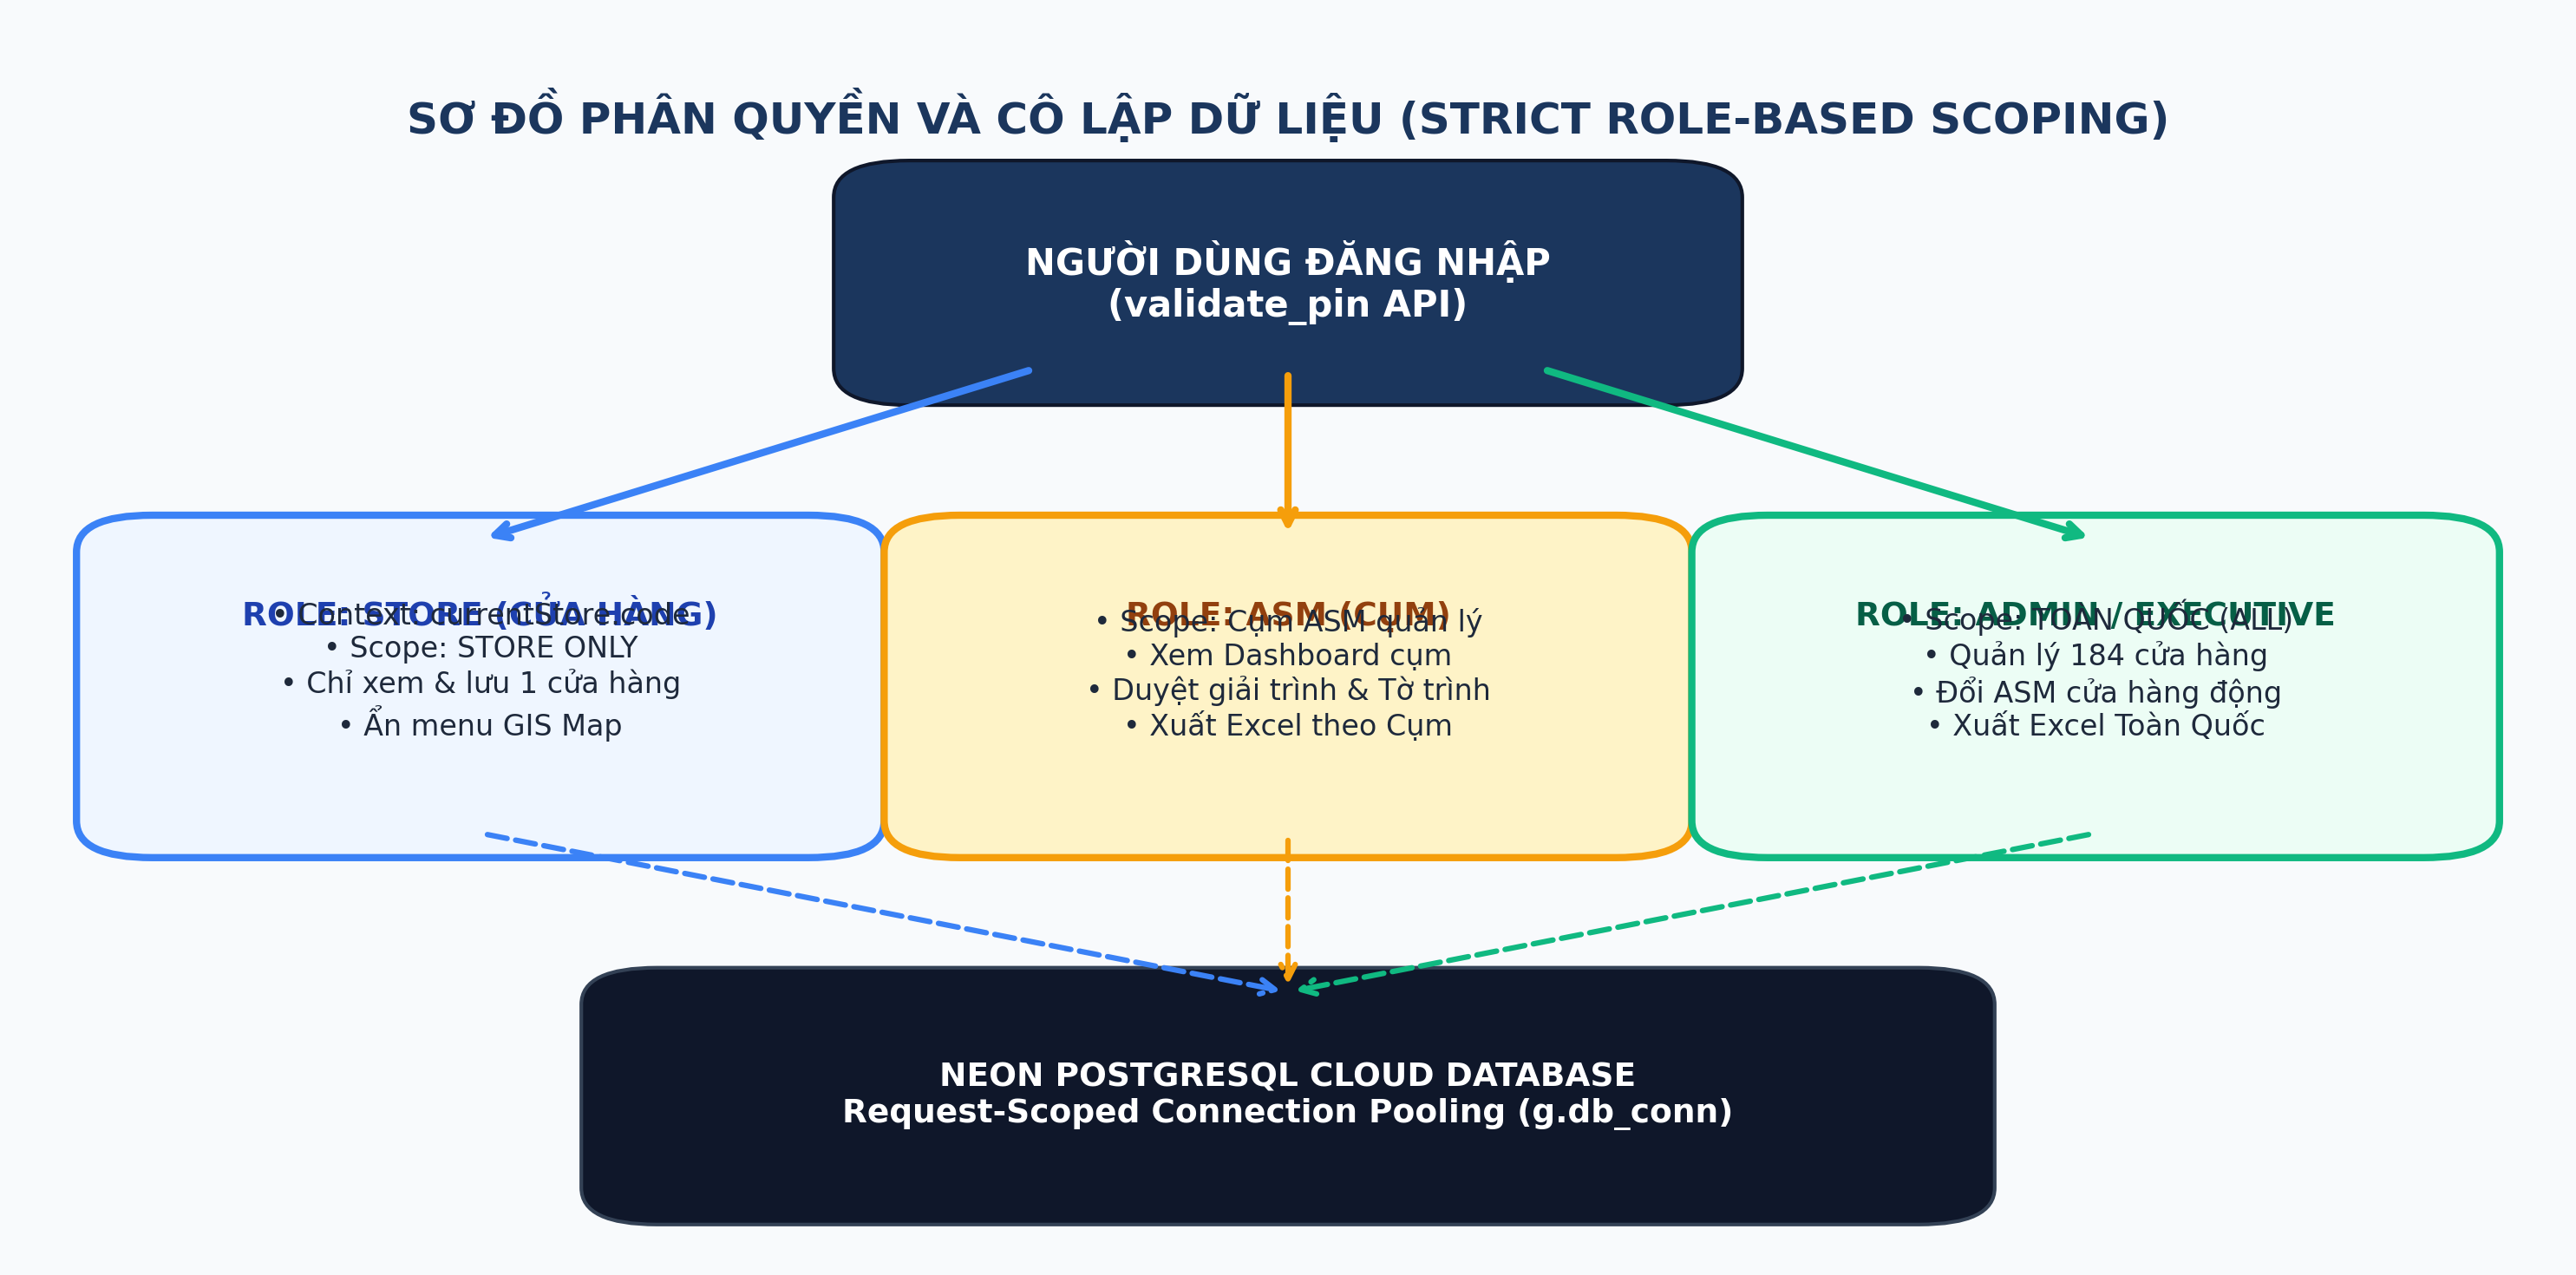 SƠ ĐỒ PHÂN QUYỀN VÀ CÔ LẬP DỮ LIỆU (STRICT ROLE-BASED SCOPING)
NGƯỜI DÙNG ĐĂNG NHẬP
(validate_pin API)
ROLE: STORE (CỬA HÀNG)
• Context: currentStore.code
• Scope: STORE ONLY
• Chỉ xem & lưu 1 cửa hàng
• Ẩn menu GIS Map
ROLE: ASM (CỤM)
• Scope: Cụm ASM quản lý
• Xem Dashboard cụm
• Duyệt giải trình & Tờ trình
• Xuất Excel theo Cụm
ROLE: ADMIN / EXECUTIVE
• Scope: TOÀN QUỐC (ALL)
• Quản lý 184 cửa hàng
• Đổi ASM cửa hàng động
• Xuất Excel Toàn Quốc
NEON POSTGRESQL CLOUD DATABASE
Request-Scoped Connection Pooling (g.db_conn)